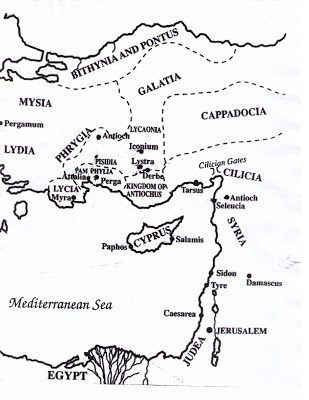 BITHYNIA AND PONTUS
GALATIA
MYSIA
CAPPADOCIA
Pergamum
PHRYGIA
LYCAONIA
Antioch
LYDIA
Iconium
PISIDIA
Lystra
Cilician Gates
PAMPHYLIA
Derbe
CILICIA
Attalia
Perga
KINGDOM OF
ANTIOCHUS
Tarsus
LYCIA
Myra
Antioch
Seleucia
SYRIA
CYPRUS
Salamis
Paphos
Sidon
Damascus
Tyre
Mediterranean Sea
Caesarea
JERUSALEM
JUDEA
EGYPT